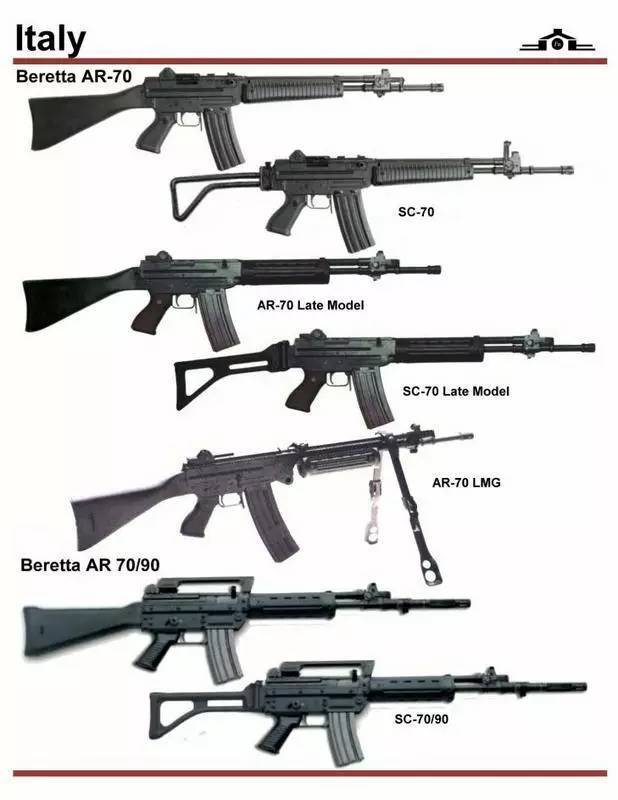 Italy
Beretta AR-70
SC-70
AR-70 Late Model
SC-70 Late Model
AR-70 LMG
Beretta AR 70/90
SC-70/90